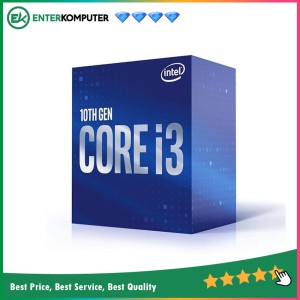 EK ENTERKOMPUTER
intel
10TH GEN
CORE i3
Best Price, Best Service, Best Quality